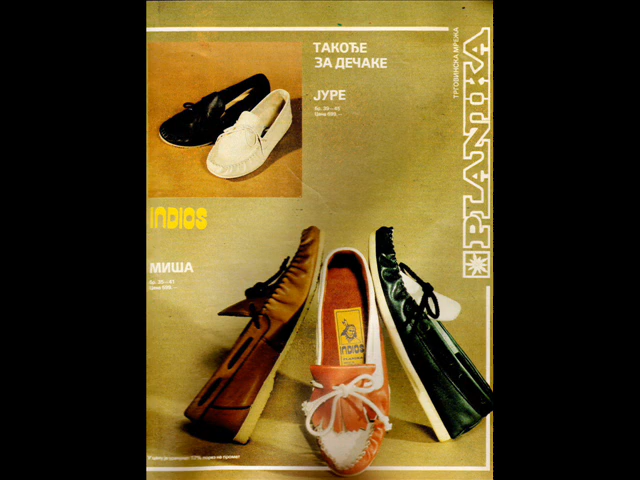 ТАКОЂЕ
ЗА ДЕЧАКЕ
ЈУРЕ
INDIOS
МИША
INDIOS
ТРГОВИНСКА МРЕЖА
PLANIKA